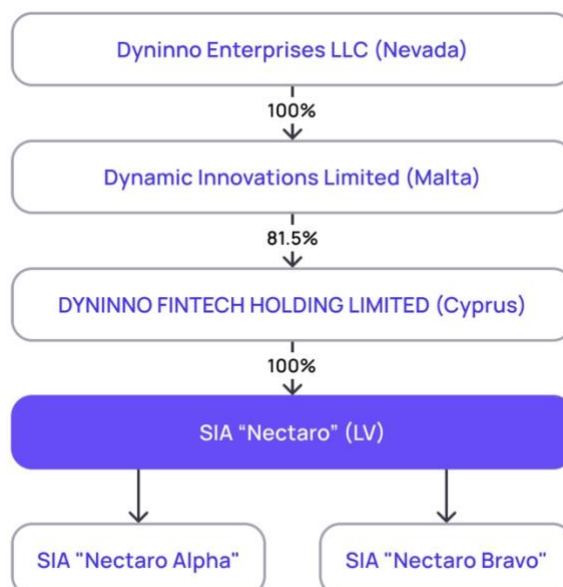 Dyninno Enterprises LLC (Nevada)
100%
Dynamic Innovations Limited (Malta)
81.5%
DYNINNO FINTECH HOLDING LIMITED (Cyprus)
100%
SIA “Nectaro” (LV)
SIA "Nectaro Alpha"
SIA "Nectaro Bravo"